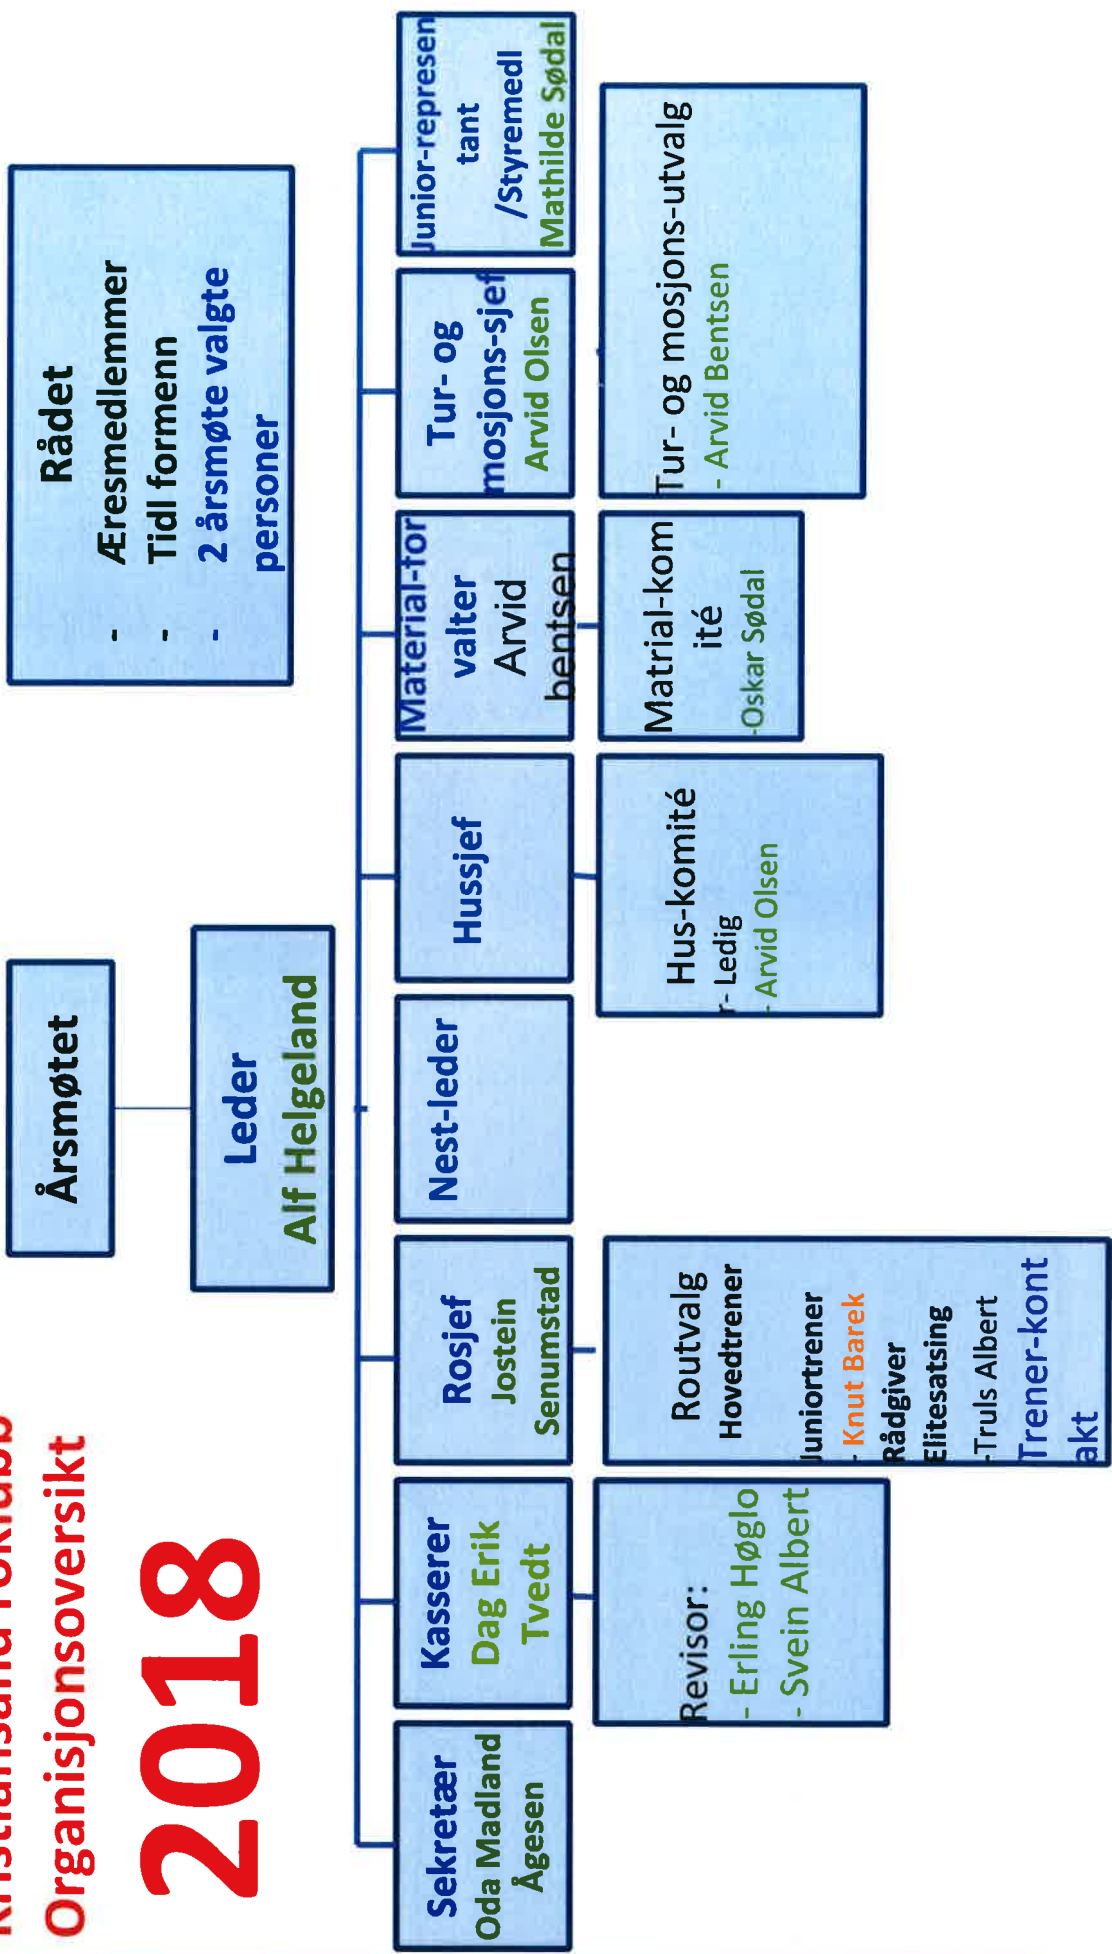 Kristiansand roklubb
Organisjonsoversikt
2018
Årsmøtet
Leder
Alf Helgeland
Rådet
- Æresmedlemmer
- Tidl formenn
- 2 årsmøte valgte
personer
Sekretær
Oda Madland
Ågesen
Kasserer
Dag Erik
Tvedt
Rosjef
Jostein
Senumstad
Nest-leder
Hussjef
Material-for
valter
Arvid
bentsen
Tur- og
mosjons-sjef
Arvid Olsen
Junior-represen
tant
/Styremedl
Mathilde Sødal
Revisor:
- Erling Høglo
- Svein Albert
Routvalg
Hovedtrener
Juniortrener
- Knut Barek
Rådgiver
Elitesatsing
-Truls Albert
Trener-kont
akt
Hus-komité
r- Ledig
- Arvid Olsen
Matrial-kom
ité
-Oskar Sødal
Tur- og mosjons-utvalg
- Arvid Bentsen